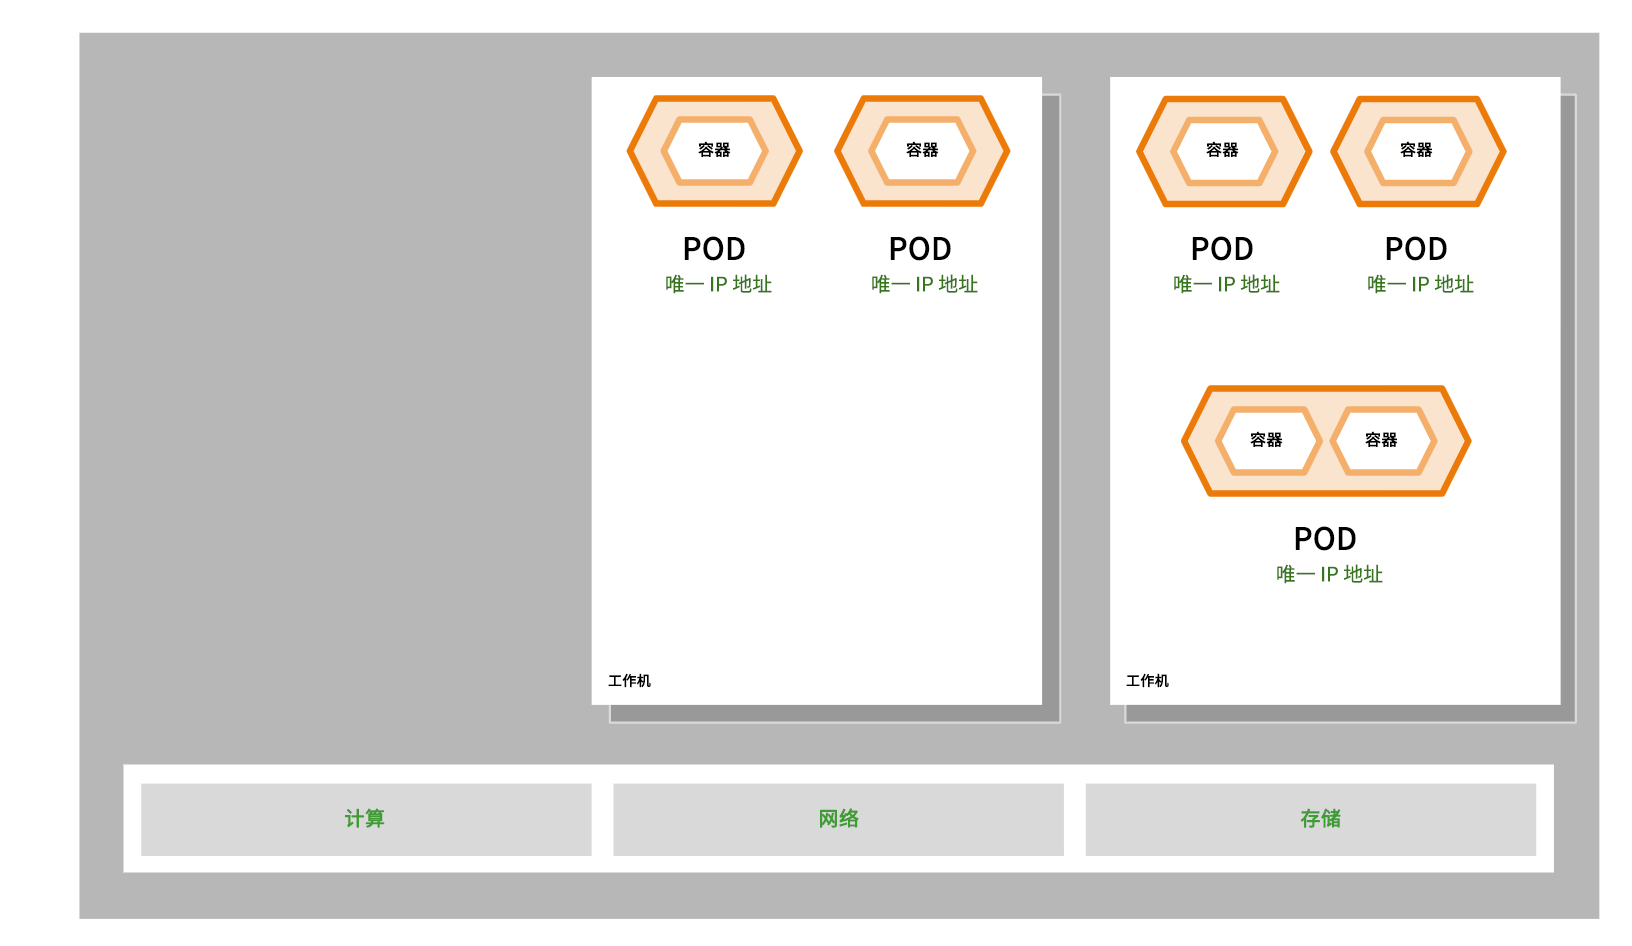 容器
容器
POD
唯一 IP 地址
POD
唯一 IP 地址
工作机
容器
容器
POD
唯一 IP 地址
POD
唯一 IP 地址
容器
容器
POD
唯一 IP 地址
工作机
计算
网络
存储